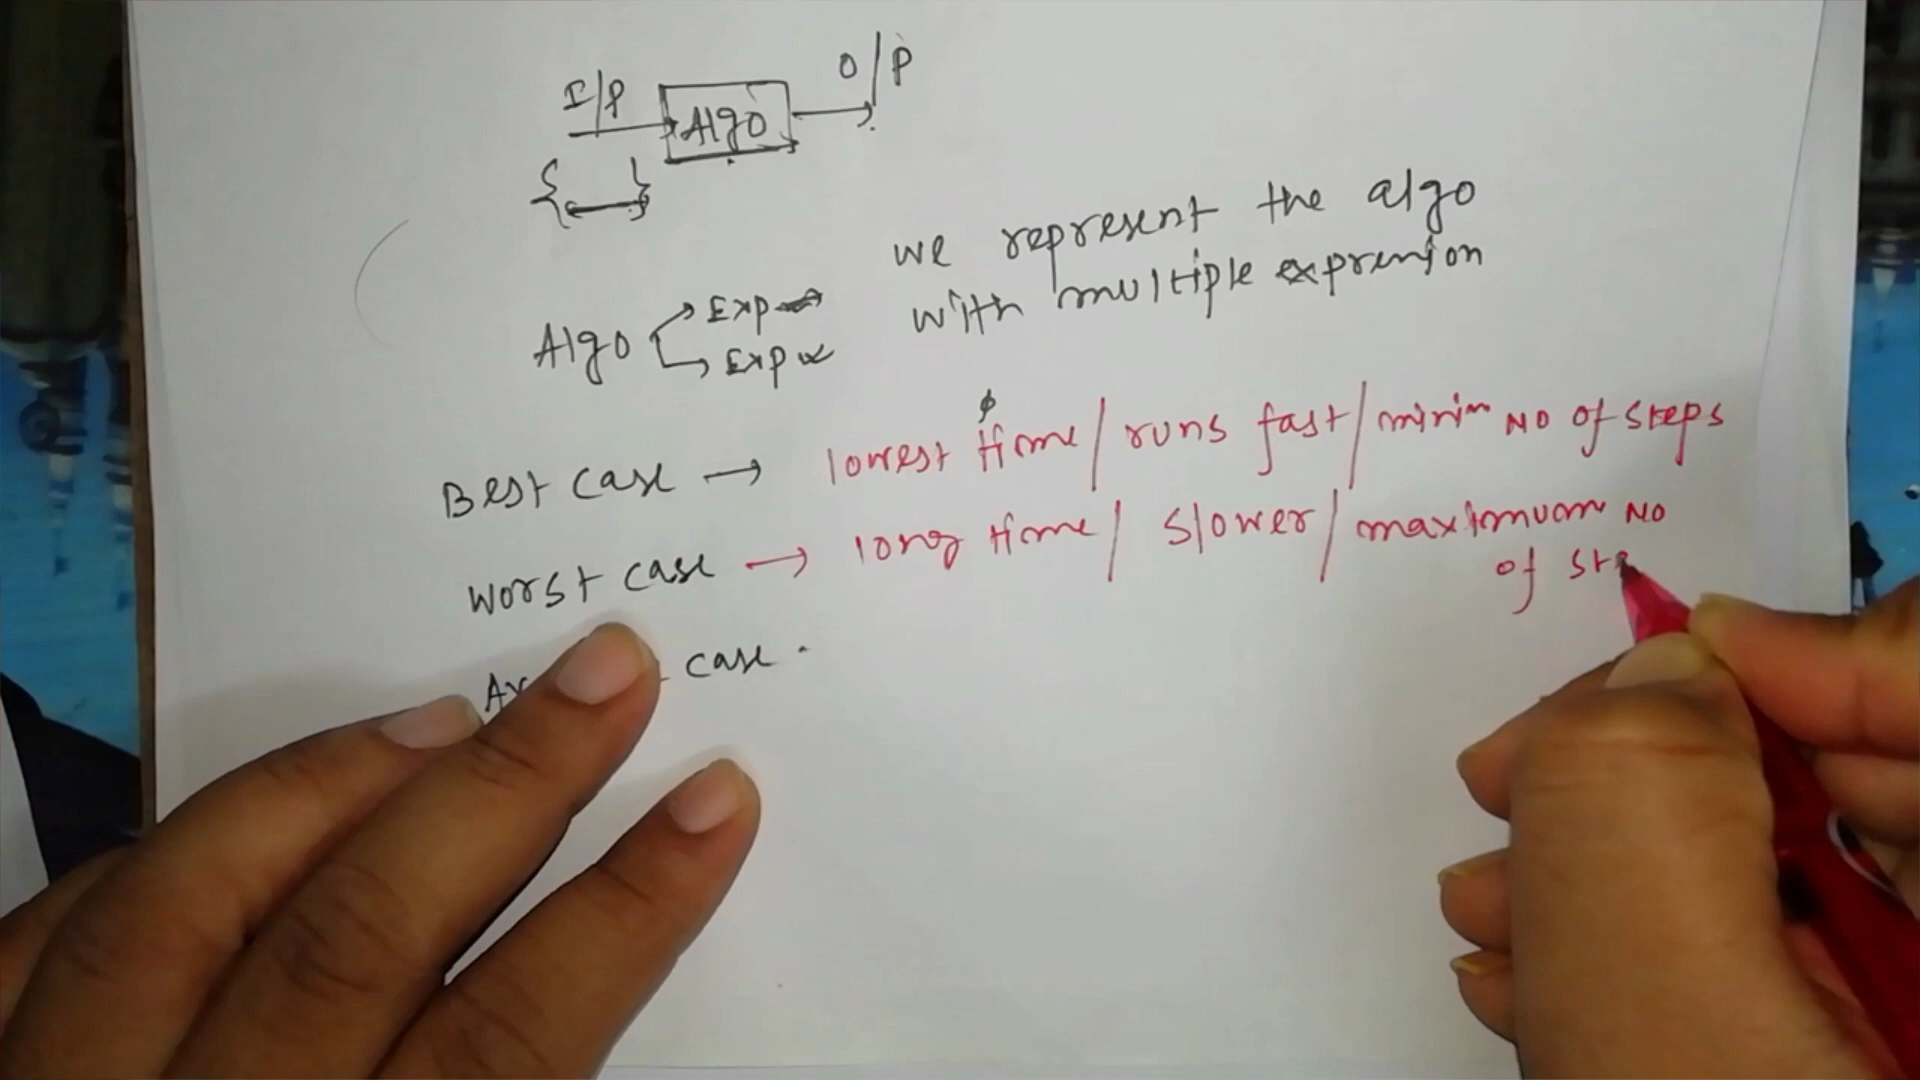 I/P Algo O/P
{ }
we represent the algo
with multiple expression
Algo Exp
Exp
Best case → lowest time / runs fast / minim NO of steps
worst case → long time / slower / maximum NO
of ste
case .